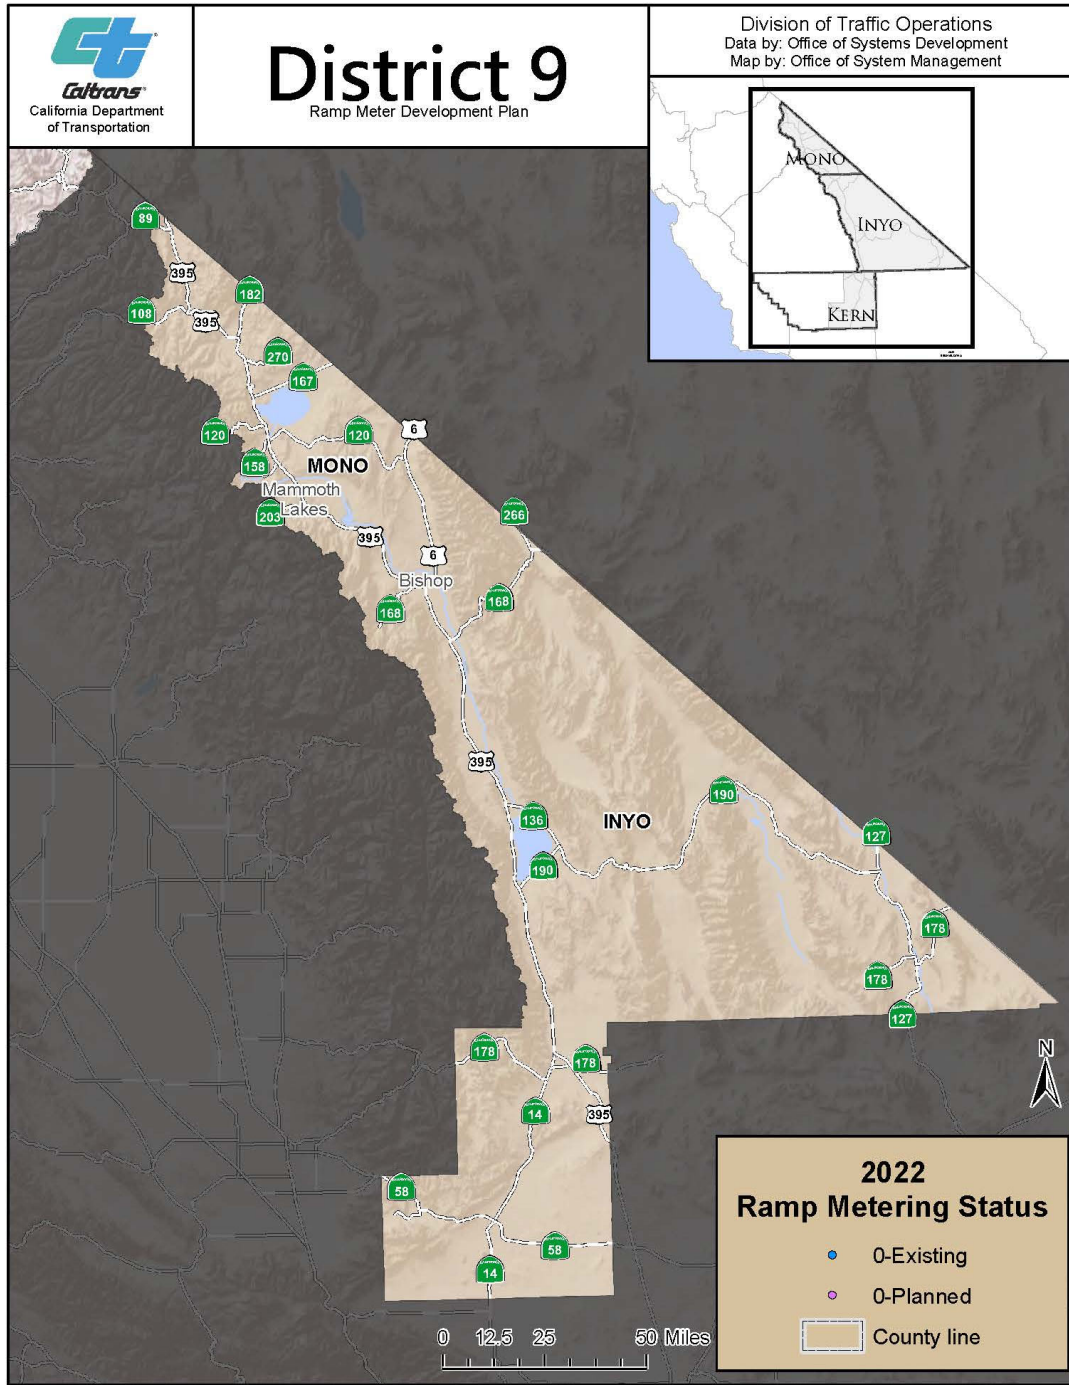 Caltrans
California Department
of Transportation
District 9
Ramp Meter Development Plan
Division of Traffic Operations
Data by: Office of Systems Development
Map by: Office of System Management
MONO
INYO
KERN
89
395
182
108
395
270
167
120
120
6
158
MONO
Mammoth
Lakes
203
266
395
6
Bishop
168
168
395
190
136
INYO
127
190
178
178
127
178
178
14
395
N
58
58
14
0 12.5 25 50 Miles
2022
Ramp Metering Status
0-Existing
0-Planned
County line